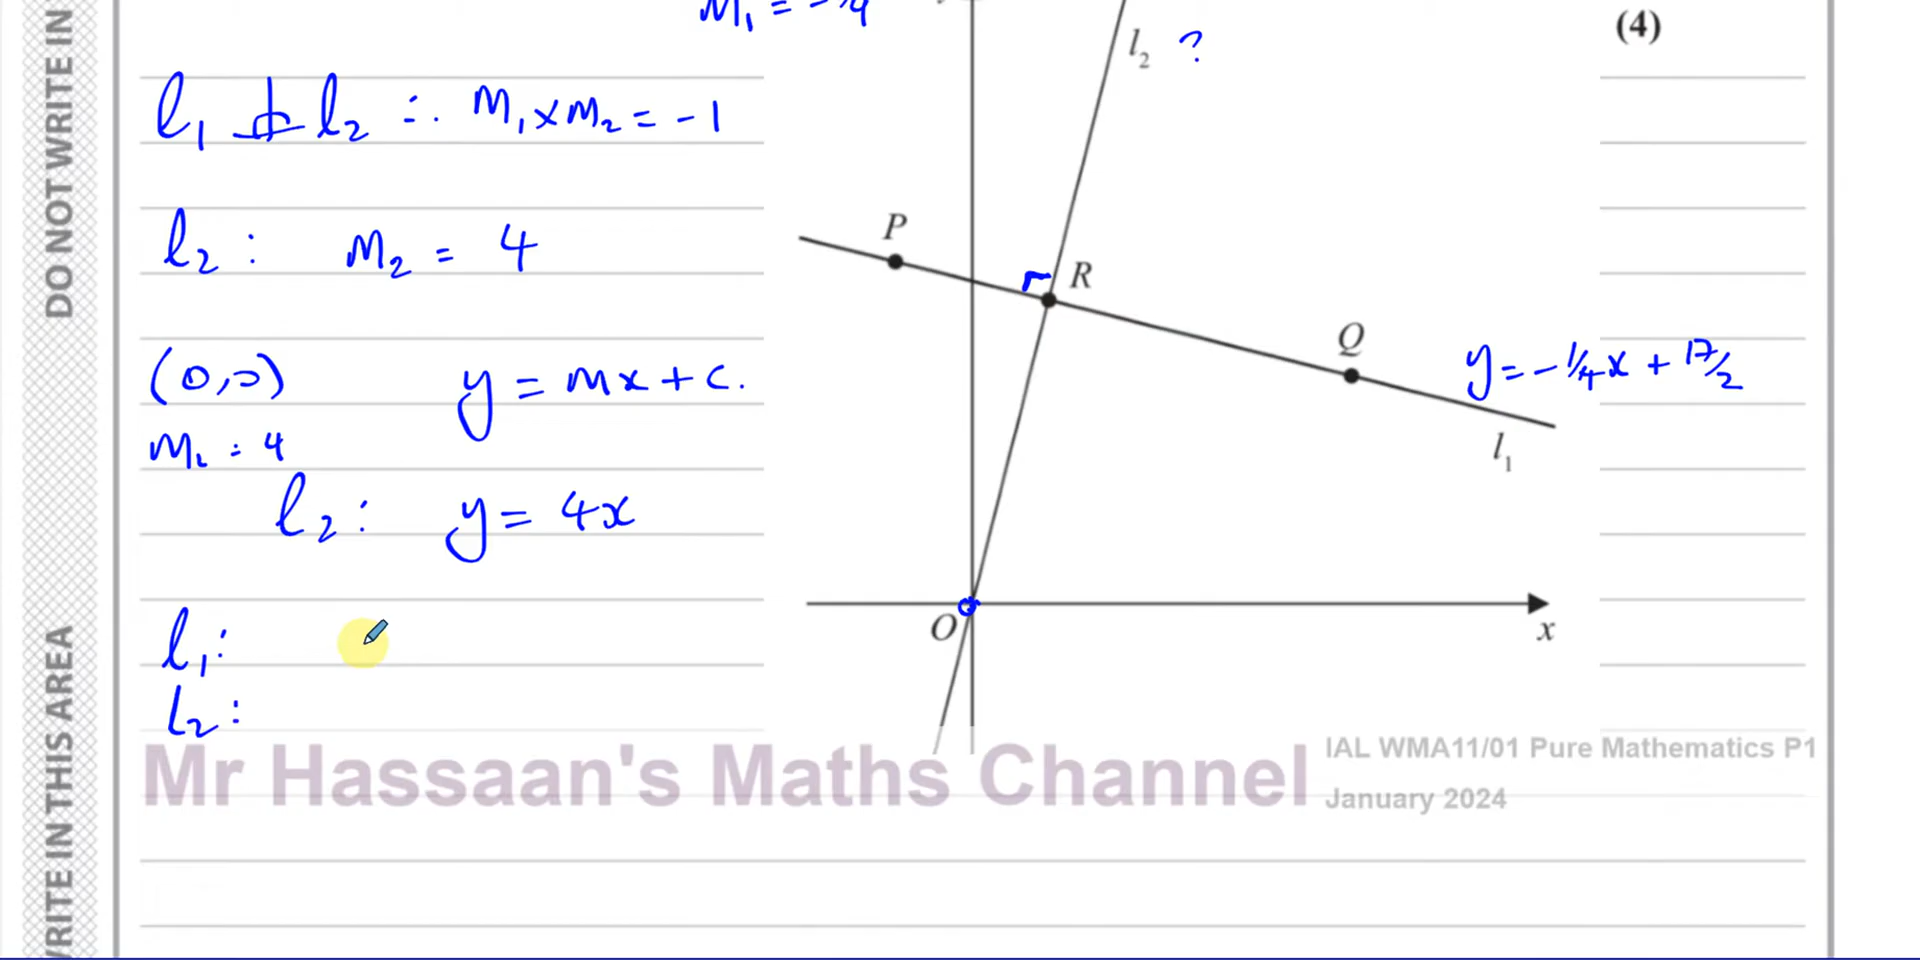 m₁ = -¼
(4)
l₂ ?
l₁ ⊥ l₂ ∴ m₁ × m₂ = -1
P
l₂ : m₂ = 4
R
Q
(0,0) y = mx + c.
y = -¼x + 17/2
m₂ = 4
l₁
l₂ : y = 4x
O
x
l₁ :
l₂ :
Mr Hassaan's Maths Channel
IAL WMA11/01 Pure Mathematics P1
January 2024
DO NOT WRITE IN
WRITE IN THIS AREA